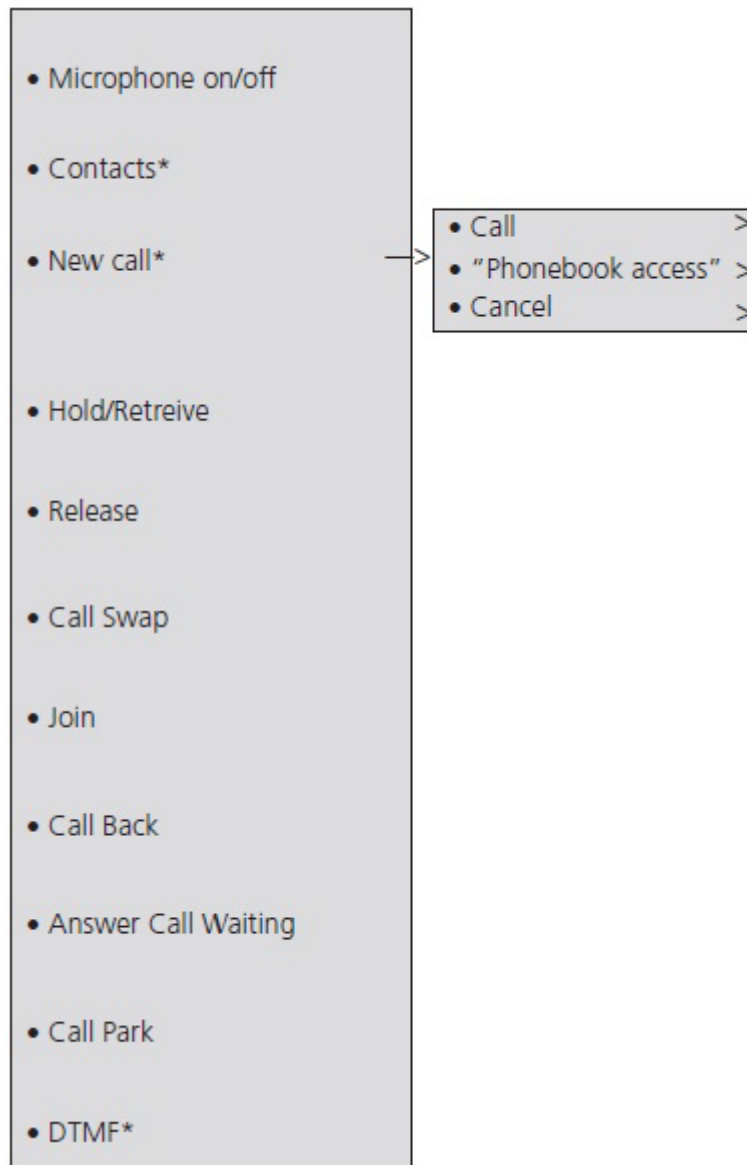 • Microphone on/off
• Contacts*
• New call* >
• Call >
• "Phonebook access" >
• Cancel >
• Hold/Retreive
• Release
• Call Swap
• Join
• Call Back
• Answer Call Waiting
• Call Park
• DTMF*